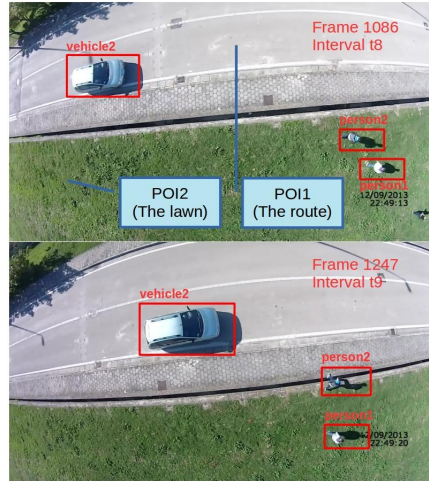 Frame 1086
Interval t8
vehicle2
person2
person1
12/09/2013
22:49:13
POI2
(The lawn)
POI1
(The route)
Frame 1247
Interval t9
vehicle2
person2
person1
12/09/2013
22:49:20